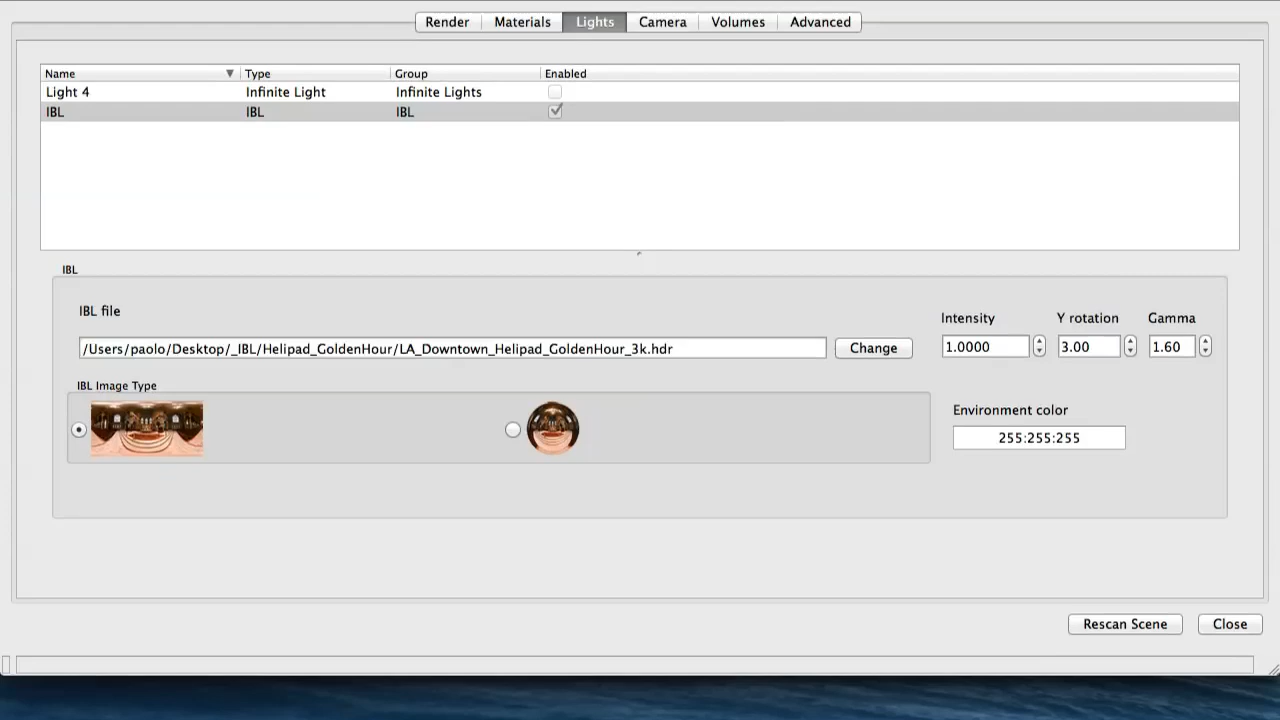 Render Materials Lights Camera Volumes Advanced
Name Type Group Enabled
Light 4 Infinite Light Infinite Lights
IBL IBL IBL
IBL
IBL file
Intensity Y rotation Gamma
/Users/paolo/Desktop/_IBL/Helipad_GoldenHour/LA_Downtown_Helipad_GoldenHour_3k.hdr Change 1.0000 3.00 1.60
IBL Image Type
Environment color
255:255:255
Rescan Scene Close